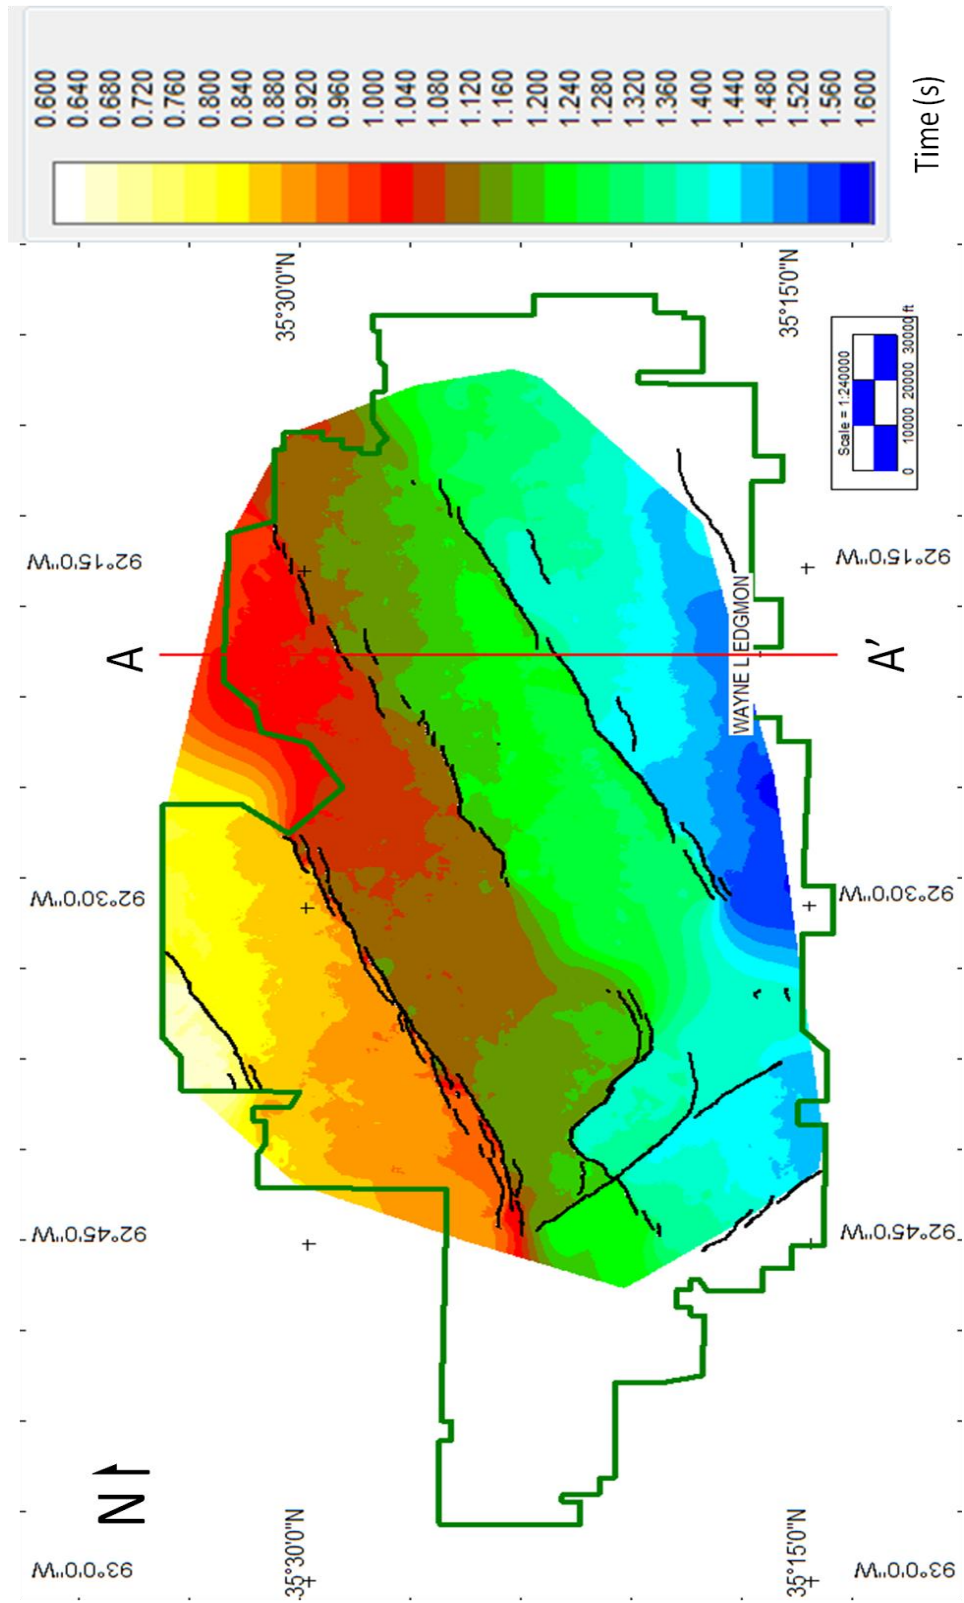 0.600
0.640
0.680
0.720
0.760
0.800
0.840
0.880
0.920
0.960
1.000
1.040
1.080
1.120
1.160
1.200
1.240
1.280
1.320
1.360
1.400
1.440
1.480
1.520
1.560
1.600
Time (s)
35°30'0"N
35°15'0"N
Scale = 1:240000
0 10000 20000 30000 ft
92°15'0"W
92°15'0"W
WAYNE L EDGMON
A
A'
92°30'0"W
92°30'0"W
92°45'0"W
92°45'0"W
N
35°30'0"N
35°15'0"N
93°0'0"W
93°0'0"W